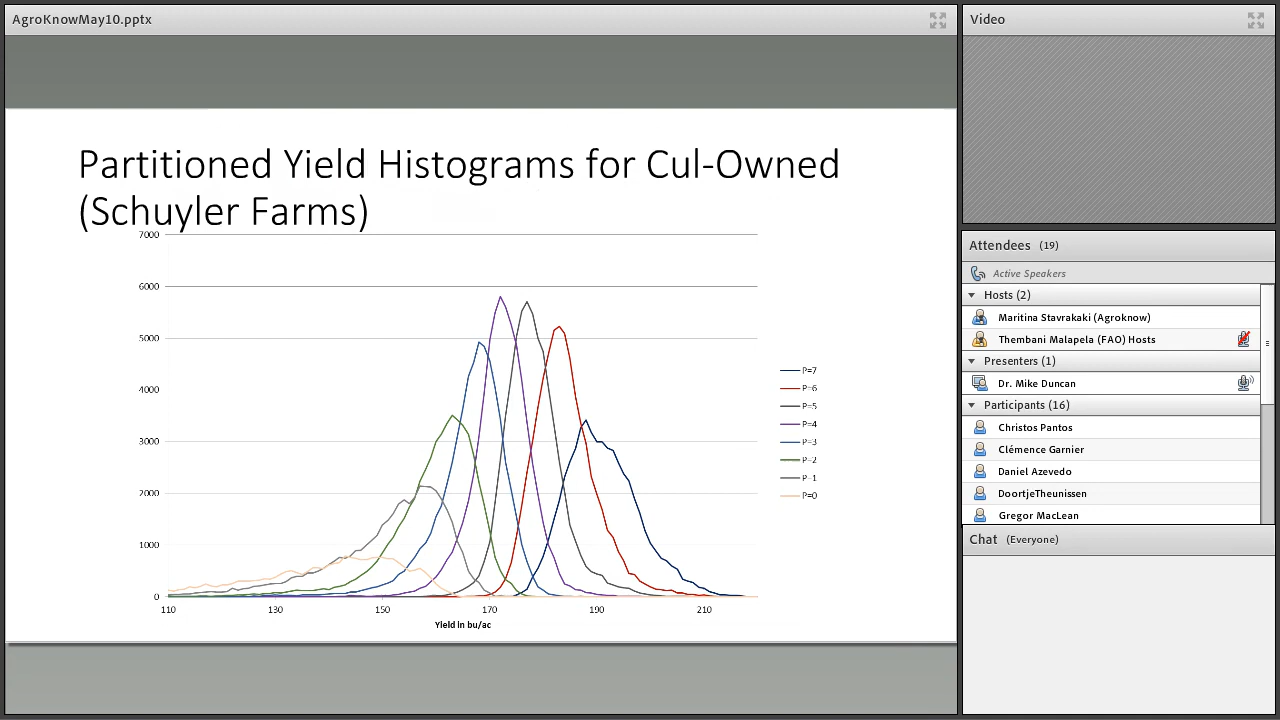 AgroKnowMay10.pptx
Partitioned Yield Histograms for Cul-Owned
(Schuyler Farms)
7000
6000
5000
4000
3000
2000
1000
0
110 130 150 170 190 210
Yield in bu/ac
P=7
P=6
P=5
P=4
P=3
P=2
P=1
P=0
Video
Attendees (19)
Active Speakers
Hosts (2)
Maritina Stavrakaki (Agroknow)
Thembani Malapela (FAO) Hosts
Presenters (1)
Dr. Mike Duncan
Participants (16)
Christos Pantos
Clémence Garnier
Daniel Azevedo
DoortjeTheunissen
Gregor MacLean
Chat (Everyone)